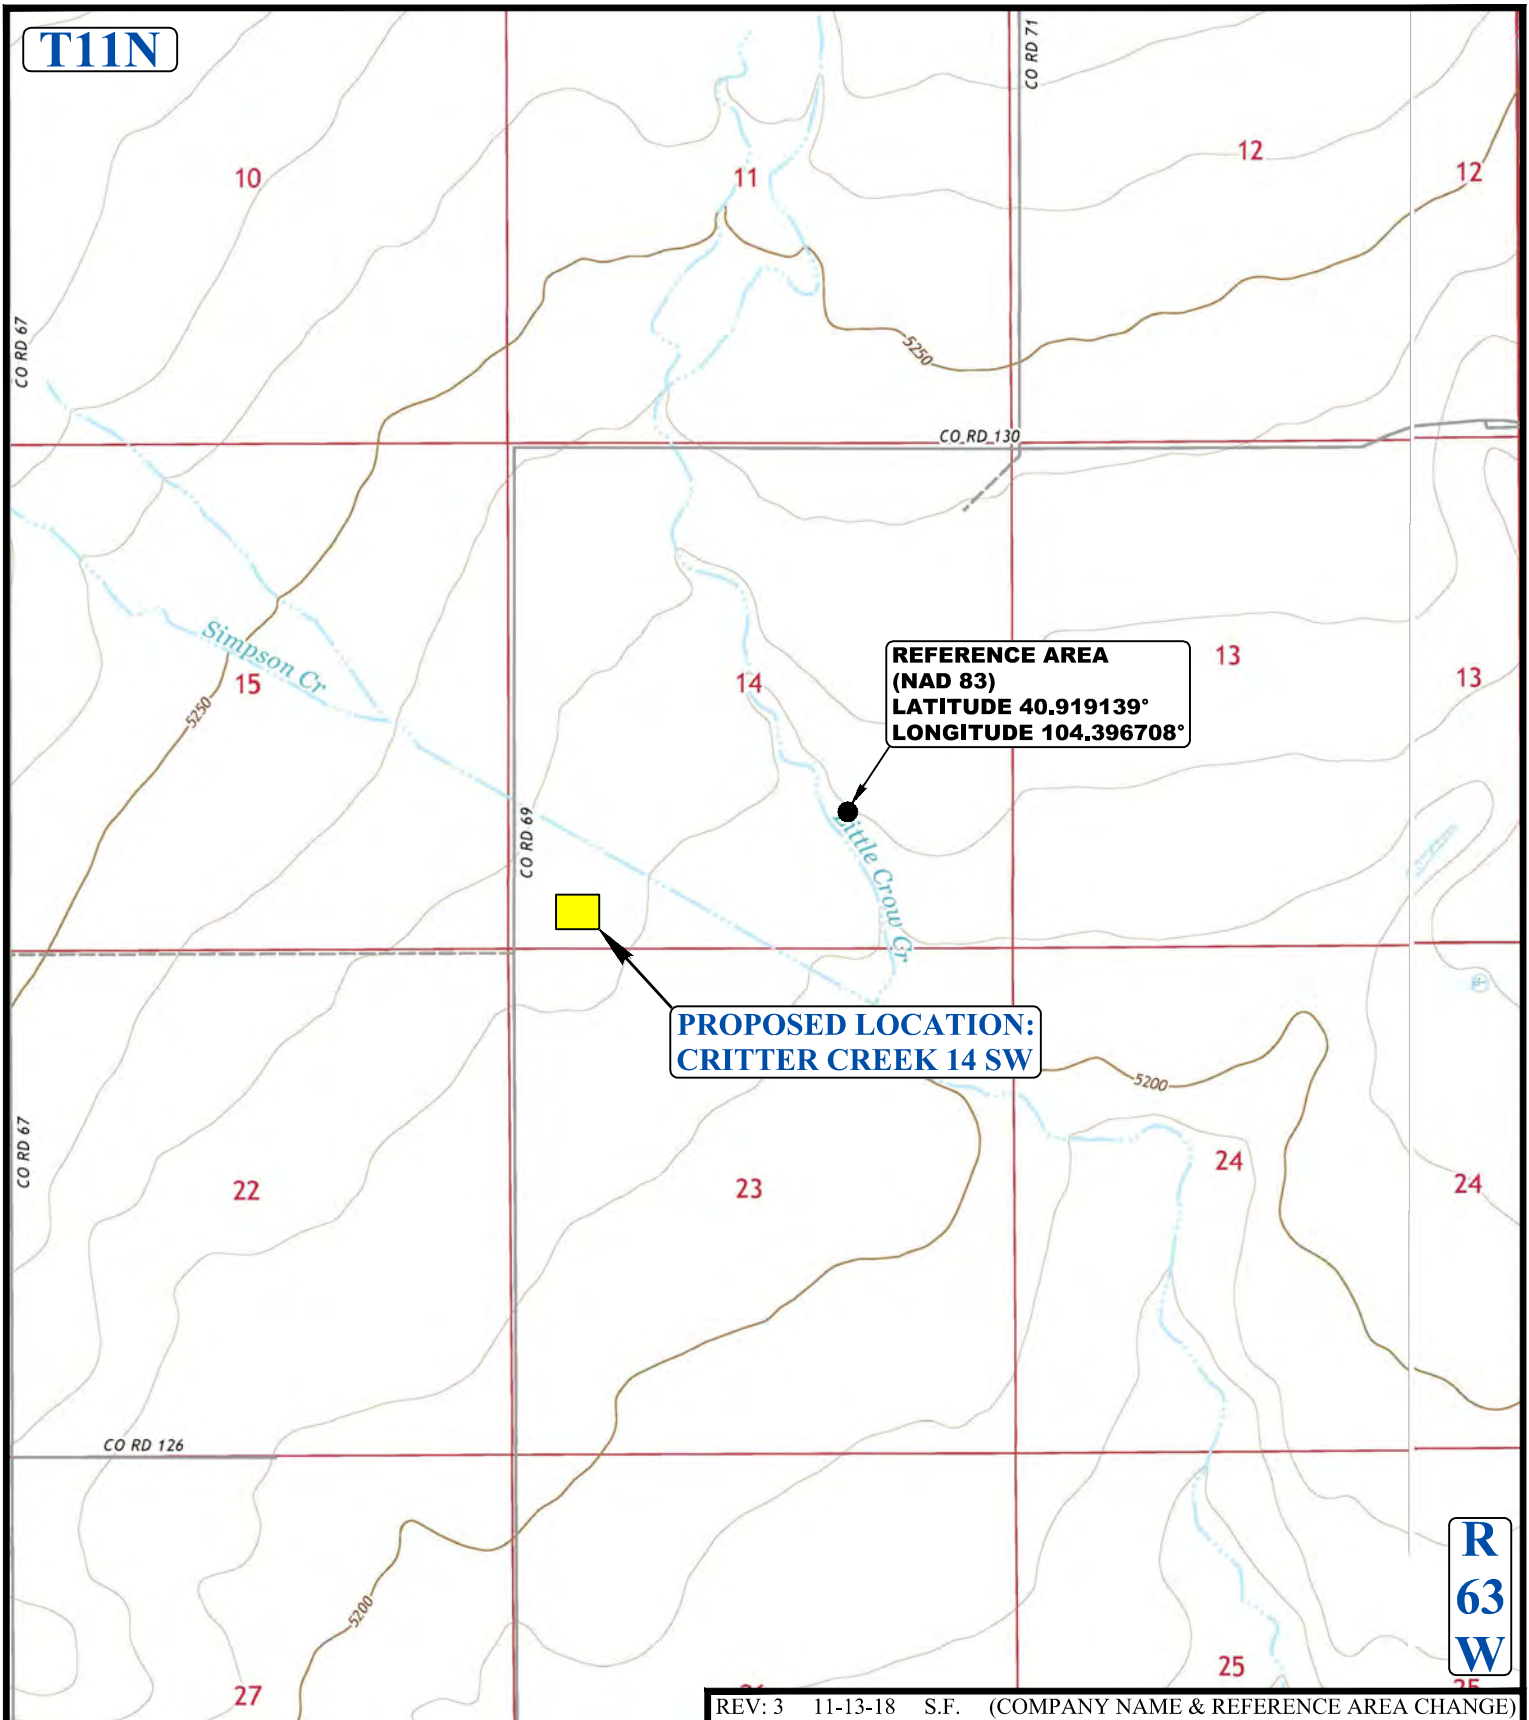 T11N
CO RD 71
10
11
12
12
CO RD 67
5250
CO RD 130
Simpson Cr
15
5250
14
REFERENCE AREA
(NAD 83)
LATITUDE 40.919139°
LONGITUDE 104.396708°
13
13
CO RD 69
Little Crow Cr
PROPOSED LOCATION:
CRITTER CREEK 14 SW
5200
CO RD 67
22
23
24
24
CO RD 126
5200
R
63
W
27
25
25
REV: 3 11-13-18 S.F. (COMPANY NAME & REFERENCE AREA CHANGE)